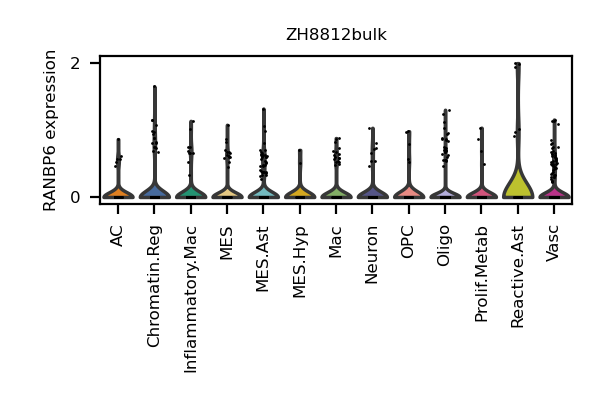 ZH8812bulk
RANBP6 expression
2
0
AC
Chromatin.Reg
Inflammatory.Mac
MES
MES.Ast
MES.Hyp
Mac
Neuron
OPC
Oligo
Prolif.Metab
Reactive.Ast
Vasc